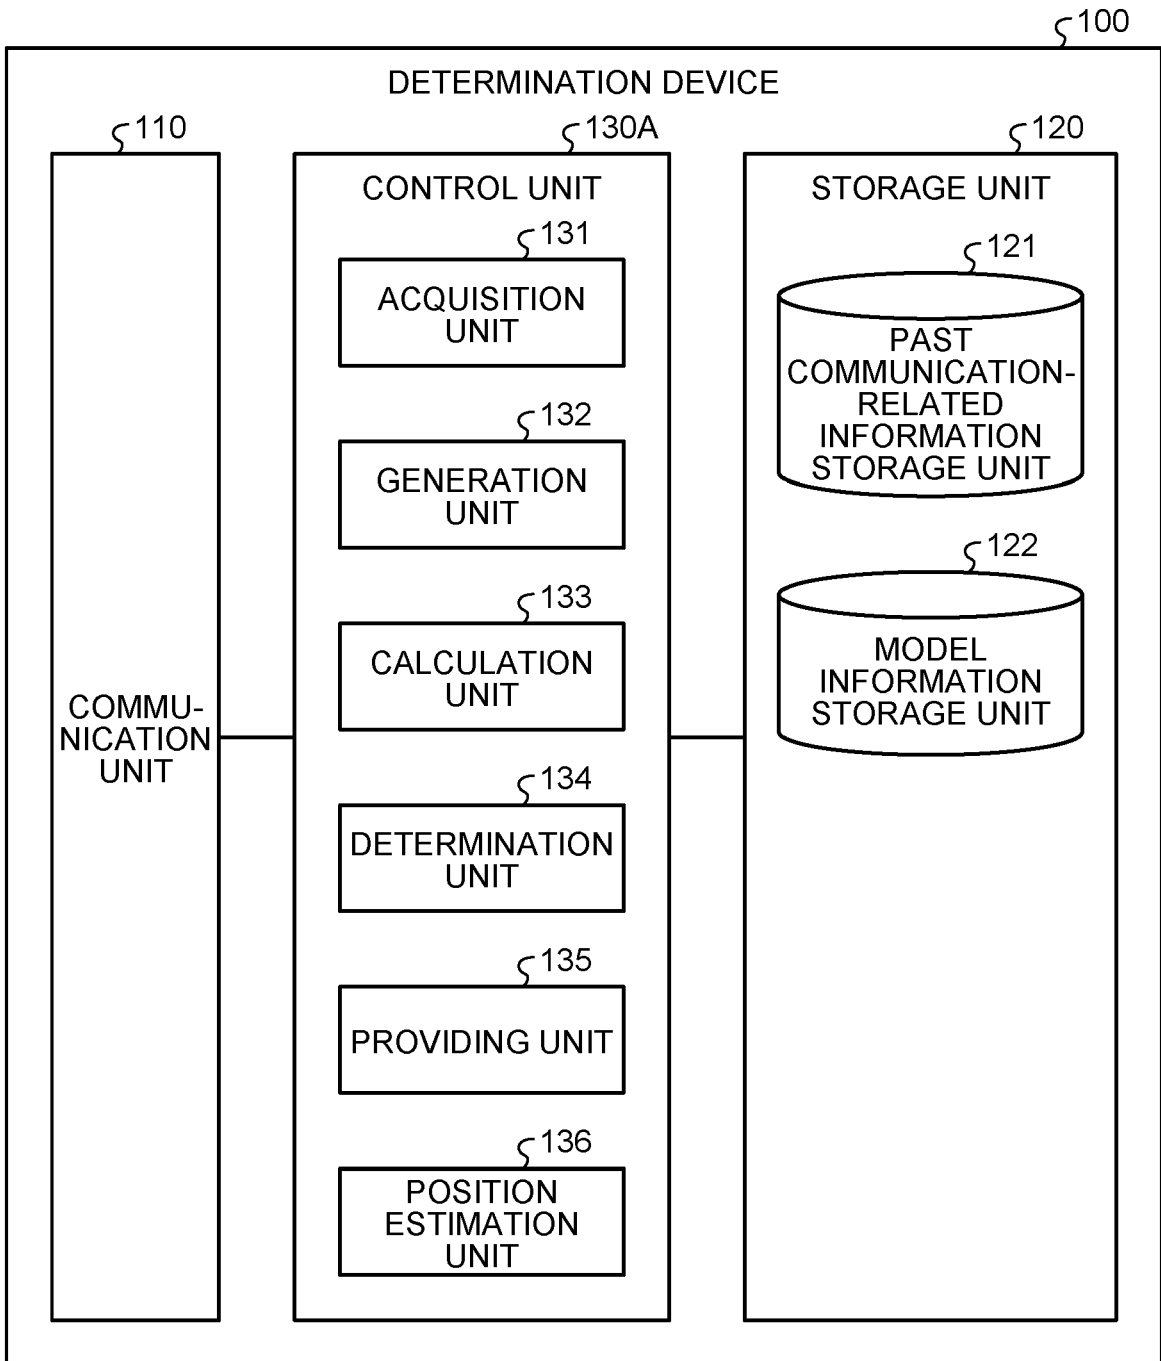 100
DETERMINATION DEVICE
110
COMMU-
NICATION
UNIT
130A
CONTROL UNIT
131
ACQUISITION
UNIT
132
GENERATION
UNIT
133
CALCULATION
UNIT
134
DETERMINATION
UNIT
135
PROVIDING UNIT
136
POSITION
ESTIMATION
UNIT
120
STORAGE UNIT
121
PAST
COMMUNICATION-
RELATED
INFORMATION
STORAGE UNIT
122
MODEL
INFORMATION
STORAGE UNIT